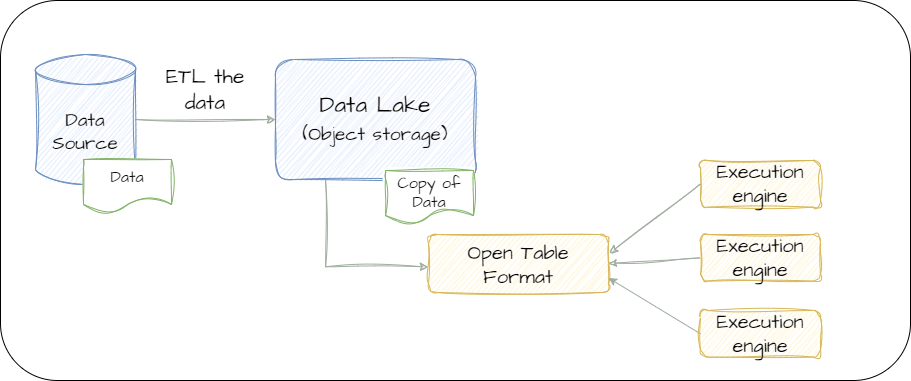 ETL the
data
Data
Source
Data
Data Lake
(Object storage)
Copy of
Data
Open Table
Format
Execution
engine
Execution
engine
Execution
engine